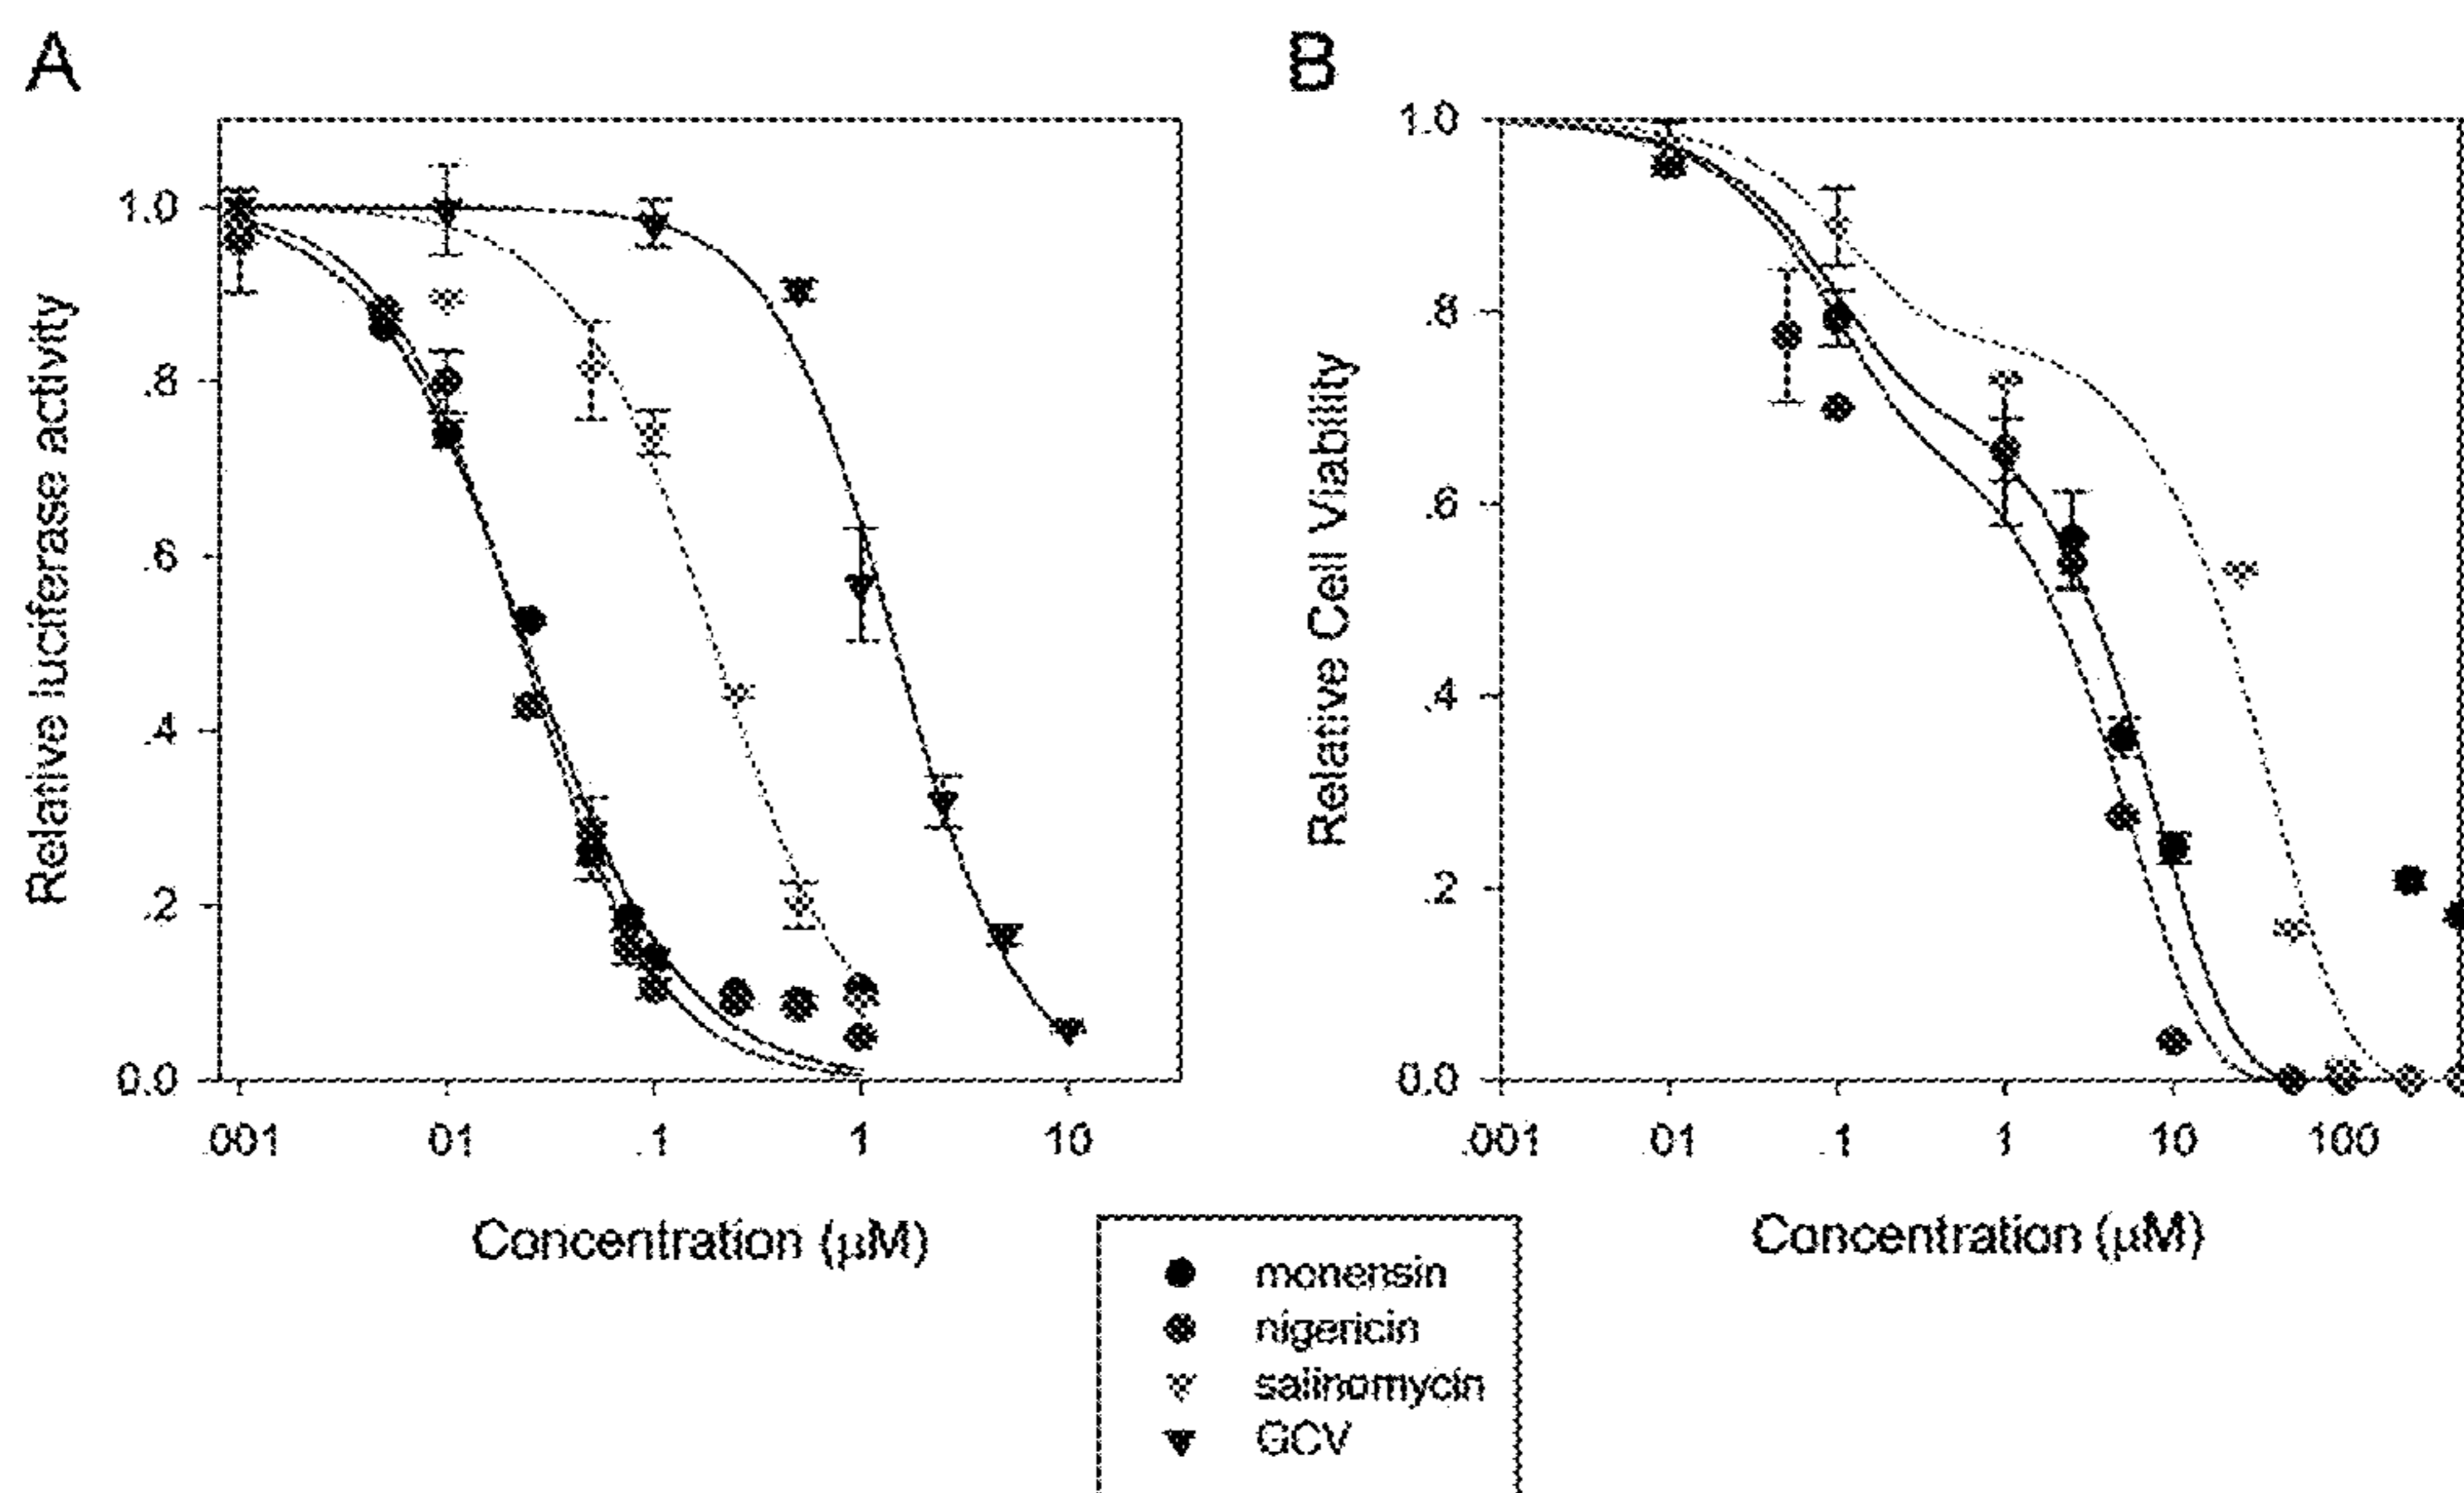 A
B
Relative luciferase activity
1.0
.8
.6
.4
.2
0.0
.001
.01
.1
1
10
Concentration (µM)
Relative Cell Viability
1.0
.8
.6
.4
.2
0.0
.001
.01
.1
1
10
100
Concentration (µM)
monensin
nigericin
salinomycin
GCV